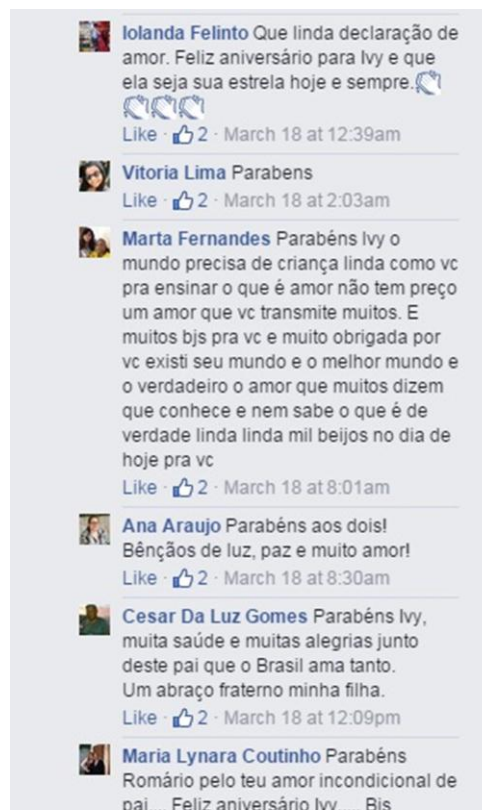 Iolanda Felinto Que linda declaração de
amor. Feliz aniversário para Ivy e que
ela seja sua estrela hoje e sempre.
Like · 2 · March 18 at 12:39am
Vitoria Lima Parabens
Like · 2 · March 18 at 2:03am
Marta Fernandes Parabéns Ivy o
mundo precisa de criança linda como vc
pra ensinar o que é amor não tem preço
um amor que vc transmite muitos. E
muitos bjs pra vc e muito obrigada por
vc existi seu mundo e o melhor mundo e
o verdadeiro o amor que muitos dizem
que conhece e nem sabe o que é de
verdade linda linda mil beijos no dia de
hoje pra vc
Like · 2 · March 18 at 8:01am
Ana Araujo Parabéns aos dois!
Bênçãos de luz, paz e muito amor!
Like · 2 · March 18 at 8:30am
Cesar Da Luz Gomes Parabéns Ivy,
muita saúde e muitas alegrias junto
deste pai que o Brasil ama tanto.
Um abraço fraterno minha filha.
Like · 2 · March 18 at 12:09pm
Maria Lynara Coutinho Parabéns
Romário pelo teu amor incondicional de
pai.... Feliz aniversário Ivy..... Bjs